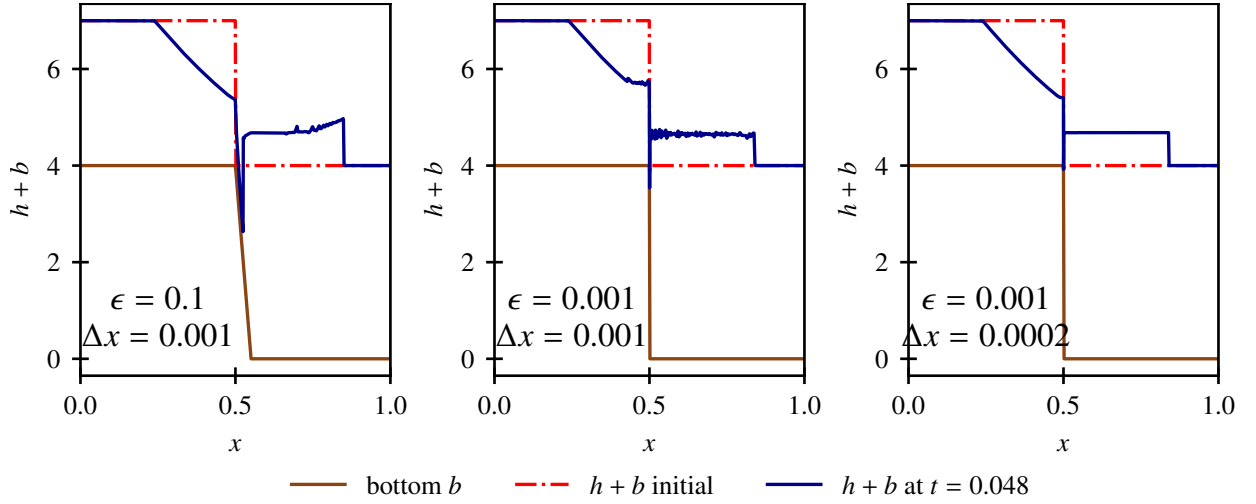 h + b
6
4
2
0
ϵ = 0.1
Δx = 0.001
0.0 0.5 1.0
x
h + b
6
4
2
0
ϵ = 0.001
Δx = 0.001
0.0 0.5 1.0
x
h + b
6
4
2
0
ϵ = 0.001
Δx = 0.0002
0.0 0.5 1.0
x
bottom b h + b initial h + b at t = 0.048